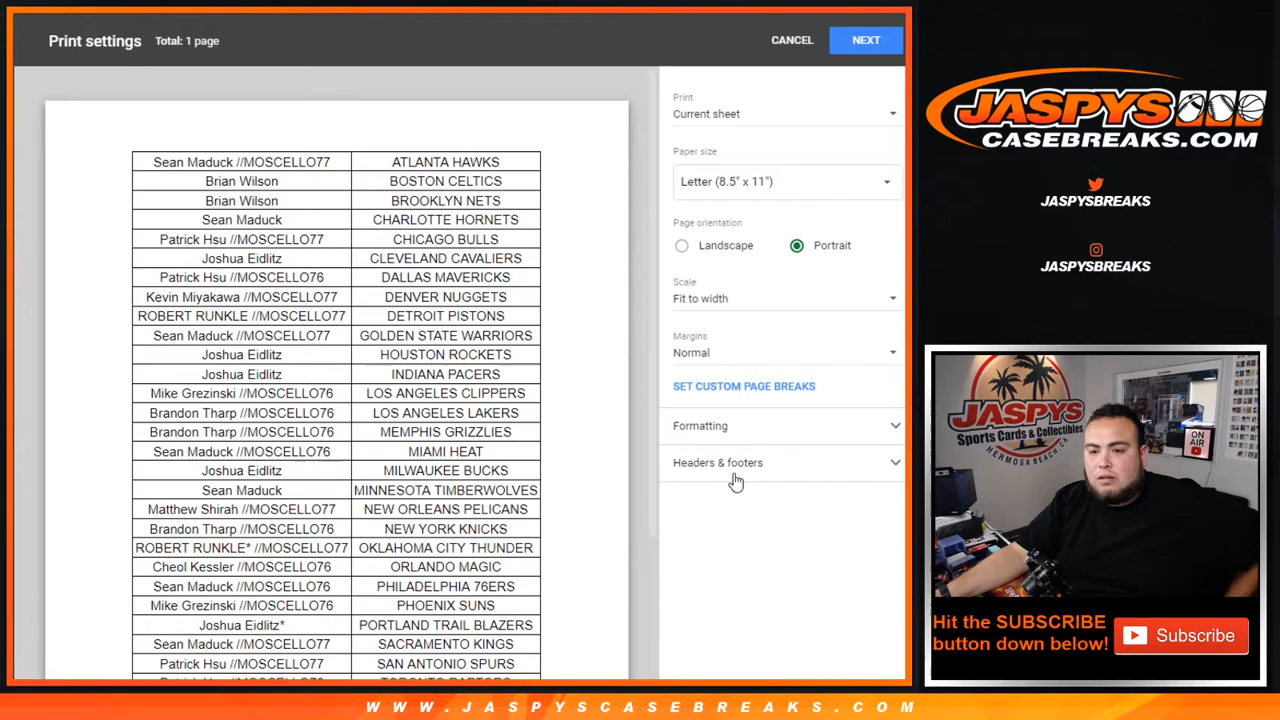 Print settings Total: 1 page CANCEL NEXT
Sean Maduck //MOSCELLO77 ATLANTA HAWKS
Brian Wilson BOSTON CELTICS
Brian Wilson BROOKLYN NETS
Sean Maduck CHARLOTTE HORNETS
Patrick Hsu //MOSCELLO77 CHICAGO BULLS
Joshua Eidlitz CLEVELAND CAVALIERS
Patrick Hsu //MOSCELLO76 DALLAS MAVERICKS
Kevin Miyakawa //MOSCELLO77 DENVER NUGGETS
ROBERT RUNKLE //MOSCELLO77 DETROIT PISTONS
Sean Maduck //MOSCELLO77 GOLDEN STATE WARRIORS
Joshua Eidlitz HOUSTON ROCKETS
Joshua Eidlitz INDIANA PACERS
Mike Grezinski //MOSCELLO76 LOS ANGELES CLIPPERS
Brandon Tharp //MOSCELLO76 LOS ANGELES LAKERS
Brandon Tharp //MOSCELLO76 MEMPHIS GRIZZLIES
Sean Maduck //MOSCELLO76 MIAMI HEAT
Joshua Eidlitz MILWAUKEE BUCKS
Sean Maduck MINNESOTA TIMBERWOLVES
Matthew Shirah //MOSCELLO77 NEW ORLEANS PELICANS
Brandon Tharp //MOSCELLO76 NEW YORK KNICKS
ROBERT RUNKLE* //MOSCELLO77 OKLAHOMA CITY THUNDER
Cheol Kessler //MOSCELLO76 ORLANDO MAGIC
Sean Maduck //MOSCELLO76 PHILADELPHIA 76ERS
Mike Grezinski //MOSCELLO76 PHOENIX SUNS
Joshua Eidlitz* PORTLAND TRAIL BLAZERS
Sean Maduck //MOSCELLO77 SACRAMENTO KINGS
Patrick Hsu //MOSCELLO77 SAN ANTONIO SPURS
Print
Current sheet
Paper size
Letter (8.5" x 11")
Page orientation
Landscape Portrait
Scale
Fit to width
Margins
Normal
SET CUSTOM PAGE BREAKS
Formatting
Headers & footers
JASPYS
CASEBREAKS.COM
JASPYSBREAKS
JASPYSBREAKS
JASPYS
Sports Cards & Collectibles
HERMOSA BEACH, CA
ON AIR
Hit the SUBSCRIBE
button down below!
Subscribe
WWW.JASPYSCASEBREAKS.COM